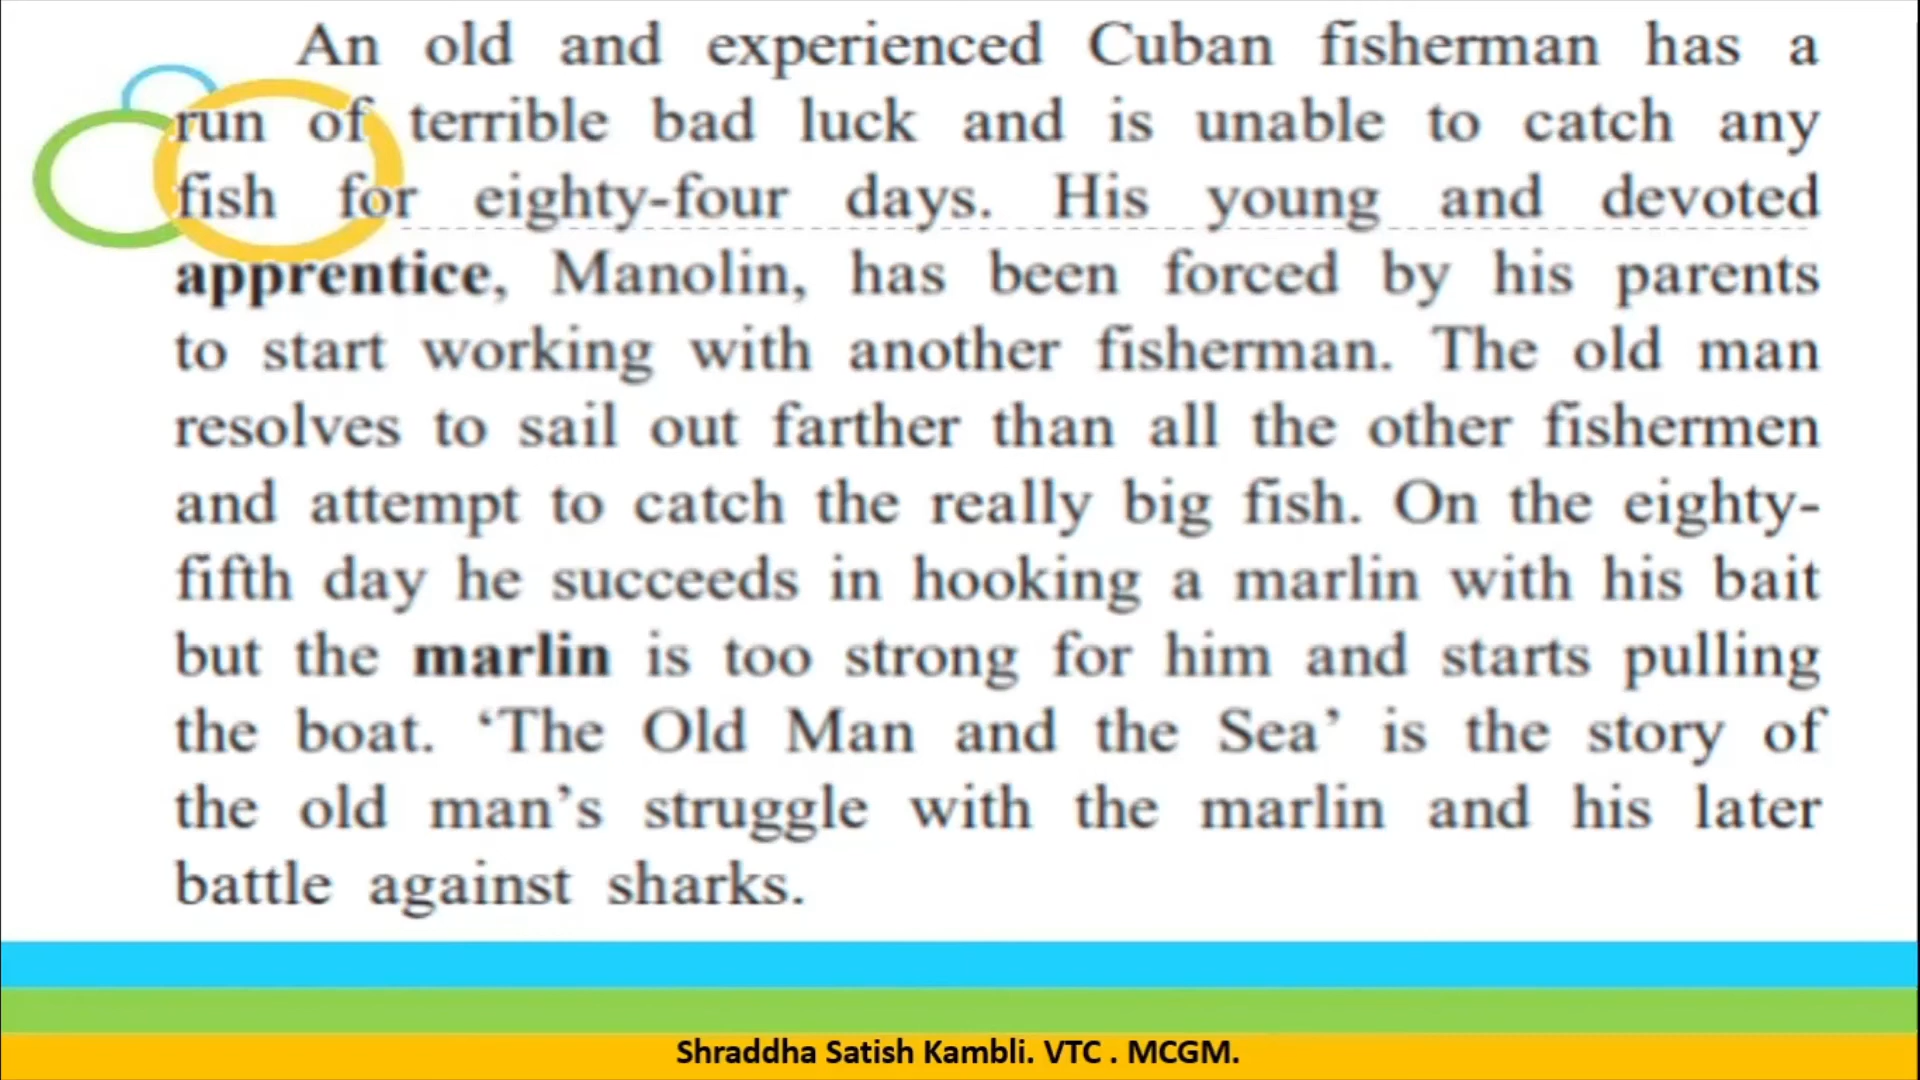 An old and experienced Cuban fisherman has a
run of terrible bad luck and is unable to catch any
fish for eighty-four days. His young and devoted
apprentice, Manolin, has been forced by his parents
to start working with another fisherman. The old man
resolves to sail out farther than all the other fishermen
and attempt to catch the really big fish. On the eighty-
fifth day he succeeds in hooking a marlin with his bait
but the marlin is too strong for him and starts pulling
the boat. ‘The Old Man and the Sea’ is the story of
the old man’s struggle with the marlin and his later
battle against sharks.
Shraddha Satish Kambli. VTC . MCGM.